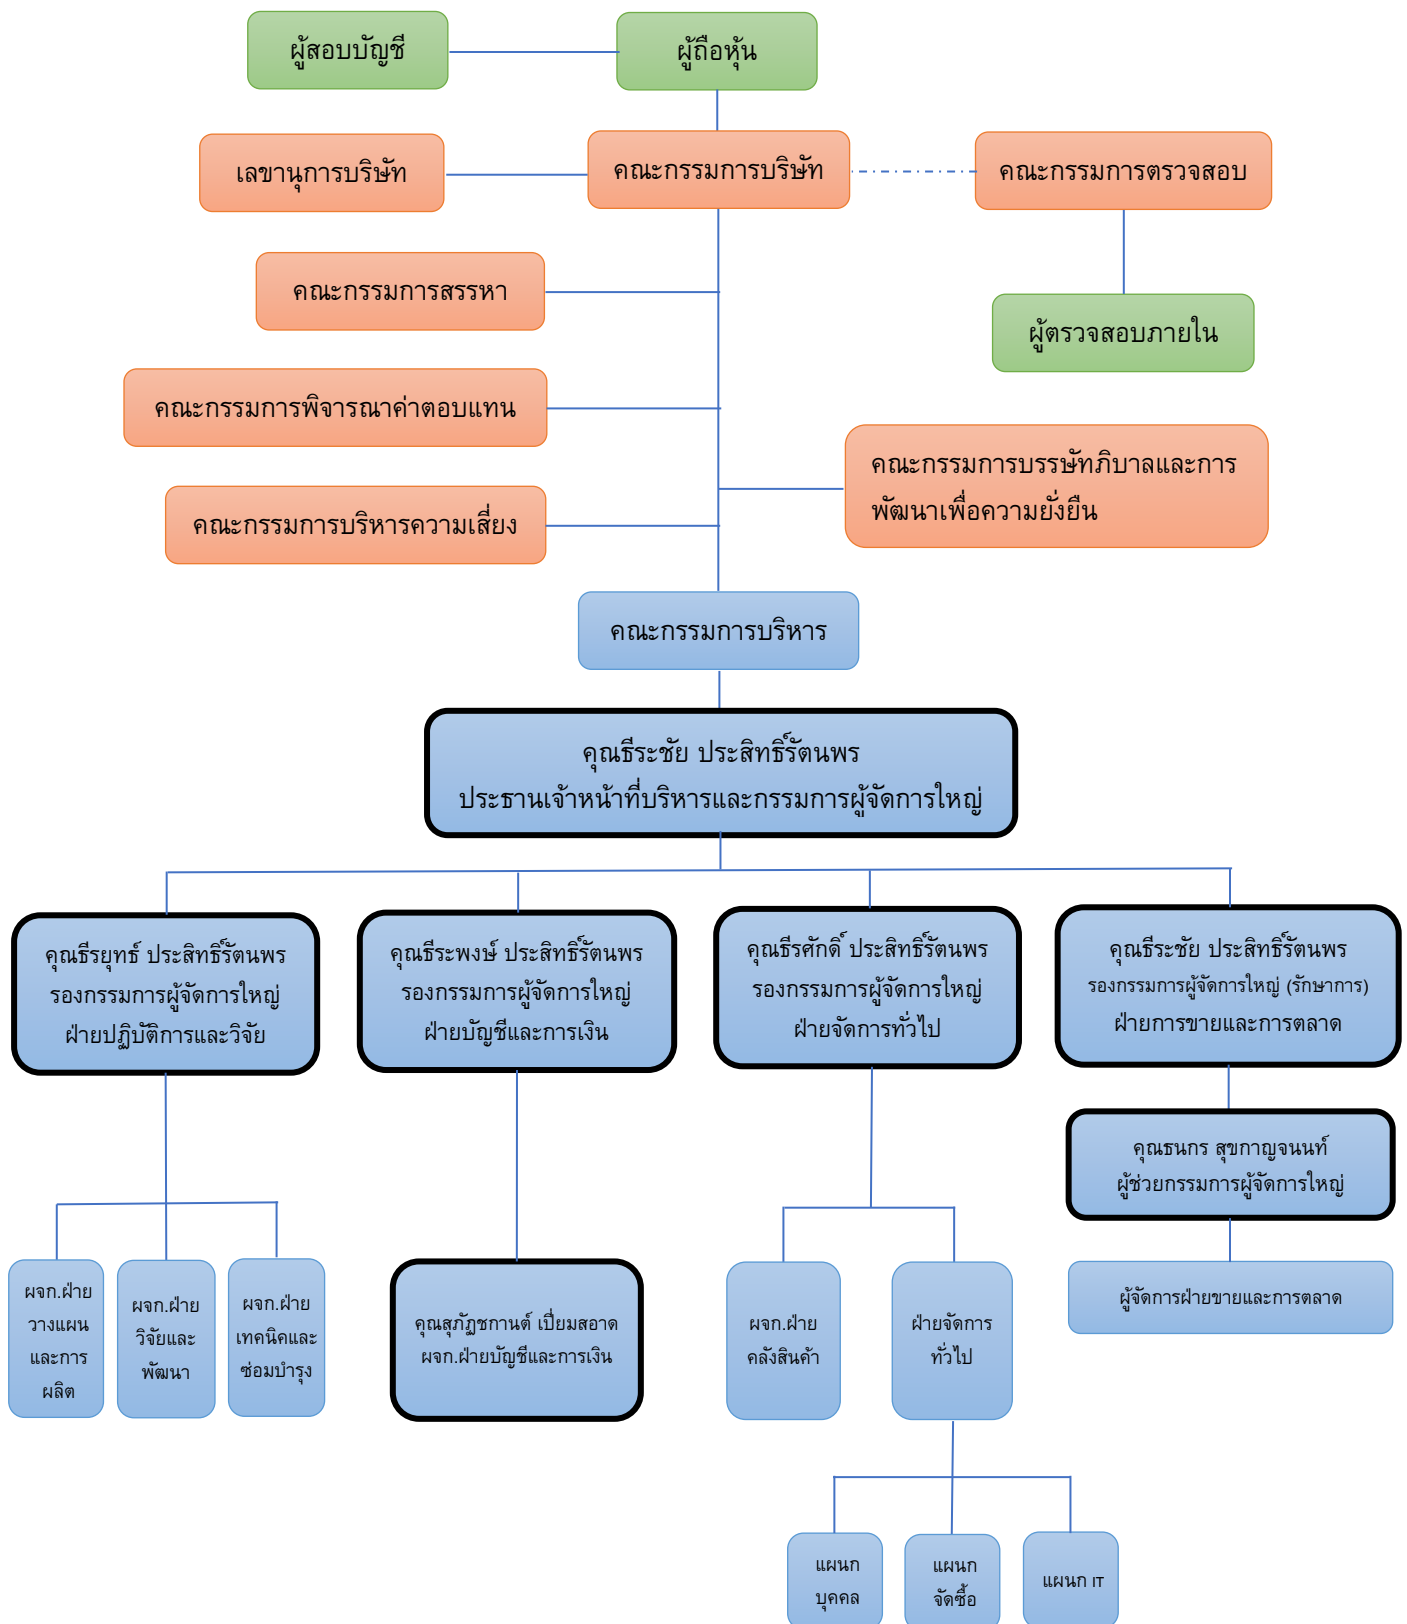 ผู้สอบบัญชี
ผู้ถือหุ้น
เลขานุการบริษัท
คณะกรรมการบริษัท
คณะกรรมการตรวจสอบ
คณะกรรมการสรรหา
ผู้ตรวจสอบภายใน
คณะกรรมการพิจารณาค่าตอบแทน
คณะกรรมการบรรษัทภิบาลและการ
พัฒนาเพื่อความยั่งยืน
คณะกรรมการบริหารความเสี่ยง
คณะกรรมการบริหาร
คุณธีระชัย ประสิทธิ์รัตนพร
ประธานเจ้าหน้าที่บริหารและกรรมการผู้จัดการใหญ่
คุณธีรยุทธ์ ประสิทธิ์รัตนพร
รองกรรมการผู้จัดการใหญ่
ฝ่ายปฏิบัติการและวิจัย
คุณธีระพงษ์ ประสิทธิ์รัตนพร
รองกรรมการผู้จัดการใหญ่
ฝ่ายบัญชีและการเงิน
คุณธีรศักดิ์ ประสิทธิ์รัตนพร
รองกรรมการผู้จัดการใหญ่
ฝ่ายจัดการทั่วไป
คุณธีระชัย ประสิทธิ์รัตนพร
รองกรรมการผู้จัดการใหญ่ (รักษาการ)
ฝ่ายการขายและการตลาด
คุณธนกร สุขกาญจนนท์
ผู้ช่วยกรรมการผู้จัดการใหญ่
ผจก.ฝ่าย
วางแผน
และการ
ผลิต
ผจก.ฝ่าย
วิจัยและ
พัฒนา
ผจก.ฝ่าย
เทคนิคและ
ซ่อมบำรุง
คุณสุภัฏชกานต์ เปี่ยมสอาด
ผจก.ฝ่ายบัญชีและการเงิน
ผจก.ฝ่าย
คลังสินค้า
ฝ่ายจัดการ
ทั่วไป
ผู้จัดการฝ่ายขายและการตลาด
แผนก
บุคคล
แผนก
จัดซื้อ
แผนก IT